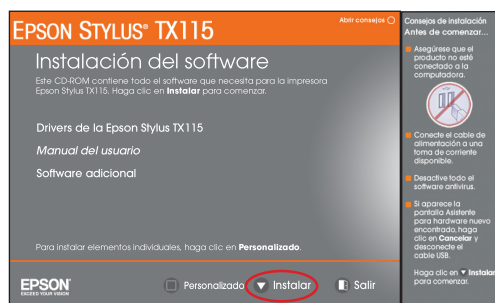 EPSON STYLUS® TX115
Abrir consejos
Instalación del software
Este CD-ROM contiene todo el software que necesita para la impresora
Epson Stylus TX115. Haga clic en Instalar para comenzar.
Drivers de la Epson Stylus TX115
Manual del usuario
Software adicional
Para instalar elementos individuales, haga clic en Personalizado.
EPSON®
EXCEED YOUR VISION
Personalizado
Instalar
Salir
Consejos de instalación
Antes de comenzar...
Asegúrese que el
producto no esté
conectado a la
computadora.
Conecte el cable de
alimentación a una
toma de corriente
disponible.
Desactive todo el
software antivirus.
Si aparece la
pantalla Asistente
para hardware nuevo
encontrado, haga
clic en Cancelar y
desconecte el
cable USB.
Haga clic en ▼ Instalar
para comenzar.